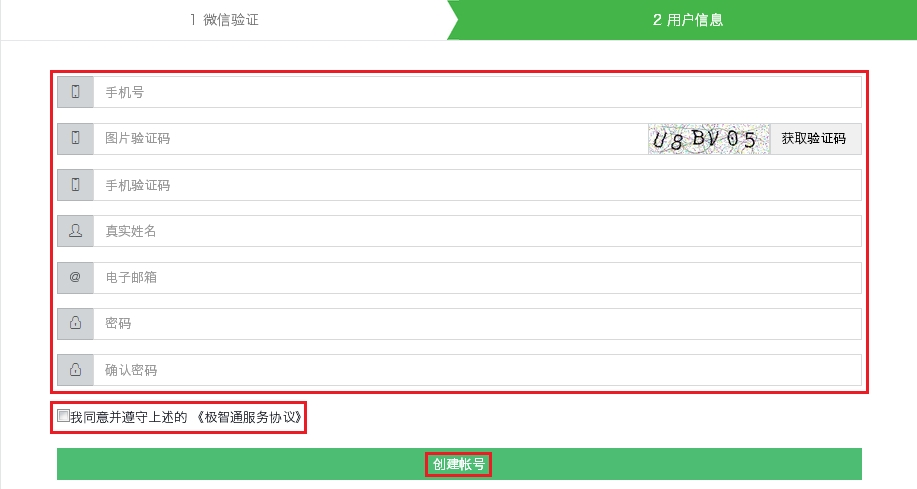 1 微信验证
2 用户信息
手机号
图片验证码
U8BV05
获取验证码
手机验证码
真实姓名
@ 电子邮箱
密码
确认密码
我同意并遵守上述的 《极智通服务协议》
创建帐号